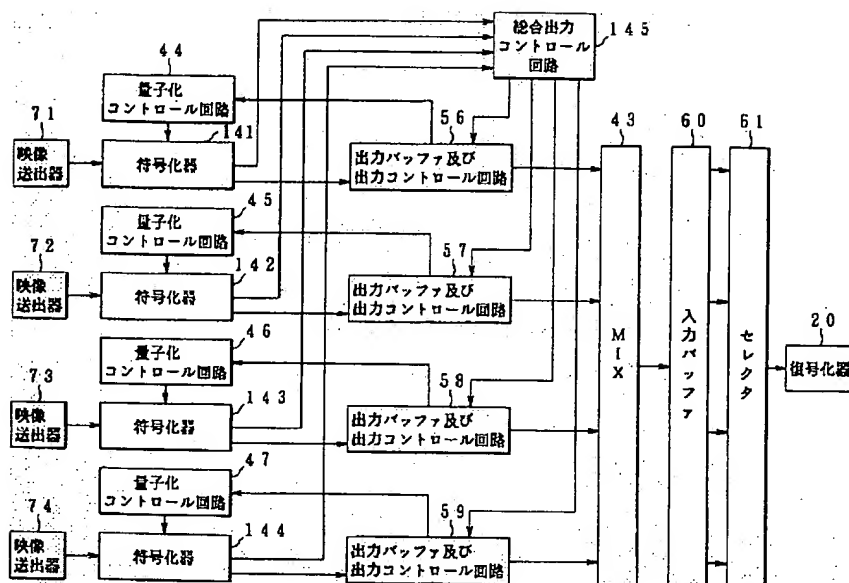 総合出力
コントロール
回路
145
44
量子化
コントロール回路
71
映像
送出器
141
符号化器
56
出力バッファ及び
出力コントロール回路
43
60
61
45
量子化
コントロール回路
72
映像
送出器
142
符号化器
57
出力バッファ及び
出力コントロール回路
46
量子化
コントロール回路
73
映像
送出器
143
符号化器
58
出力バッファ及び
出力コントロール回路
MIX
入力バッファ
セレクタ
20
復号化器
47
量子化
コントロール回路
74
映像
送出器
144
符号化器
59
出力バッファ及び
出力コントロール回路